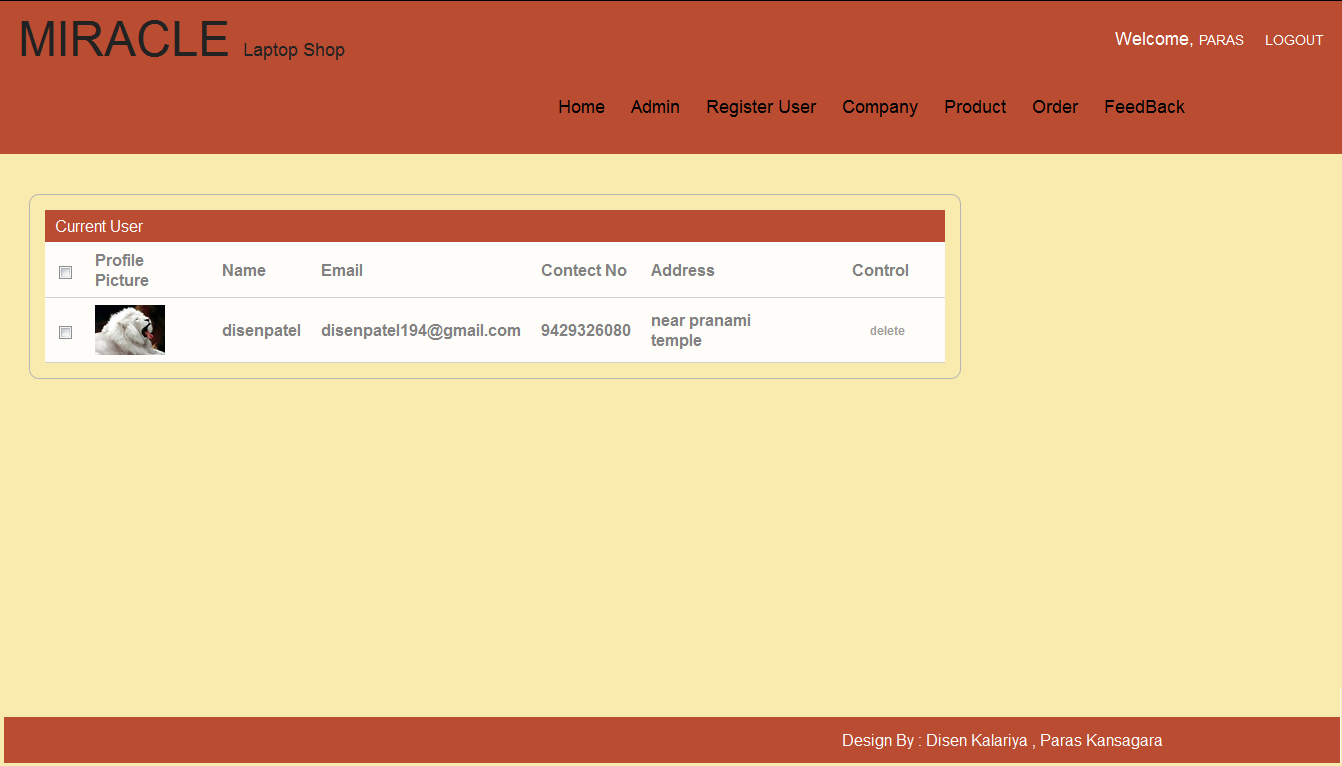 MIRACLE Laptop Shop
Welcome, PARAS LOGOUT
Home Admin Register User Company Product Order FeedBack
Current User
Profile Picture Name Email Contect No Address Control
disenpatel disenpatel194@gmail.com 9429326080 near pranami temple delete
Design By : Disen Kalariya , Paras Kansagara